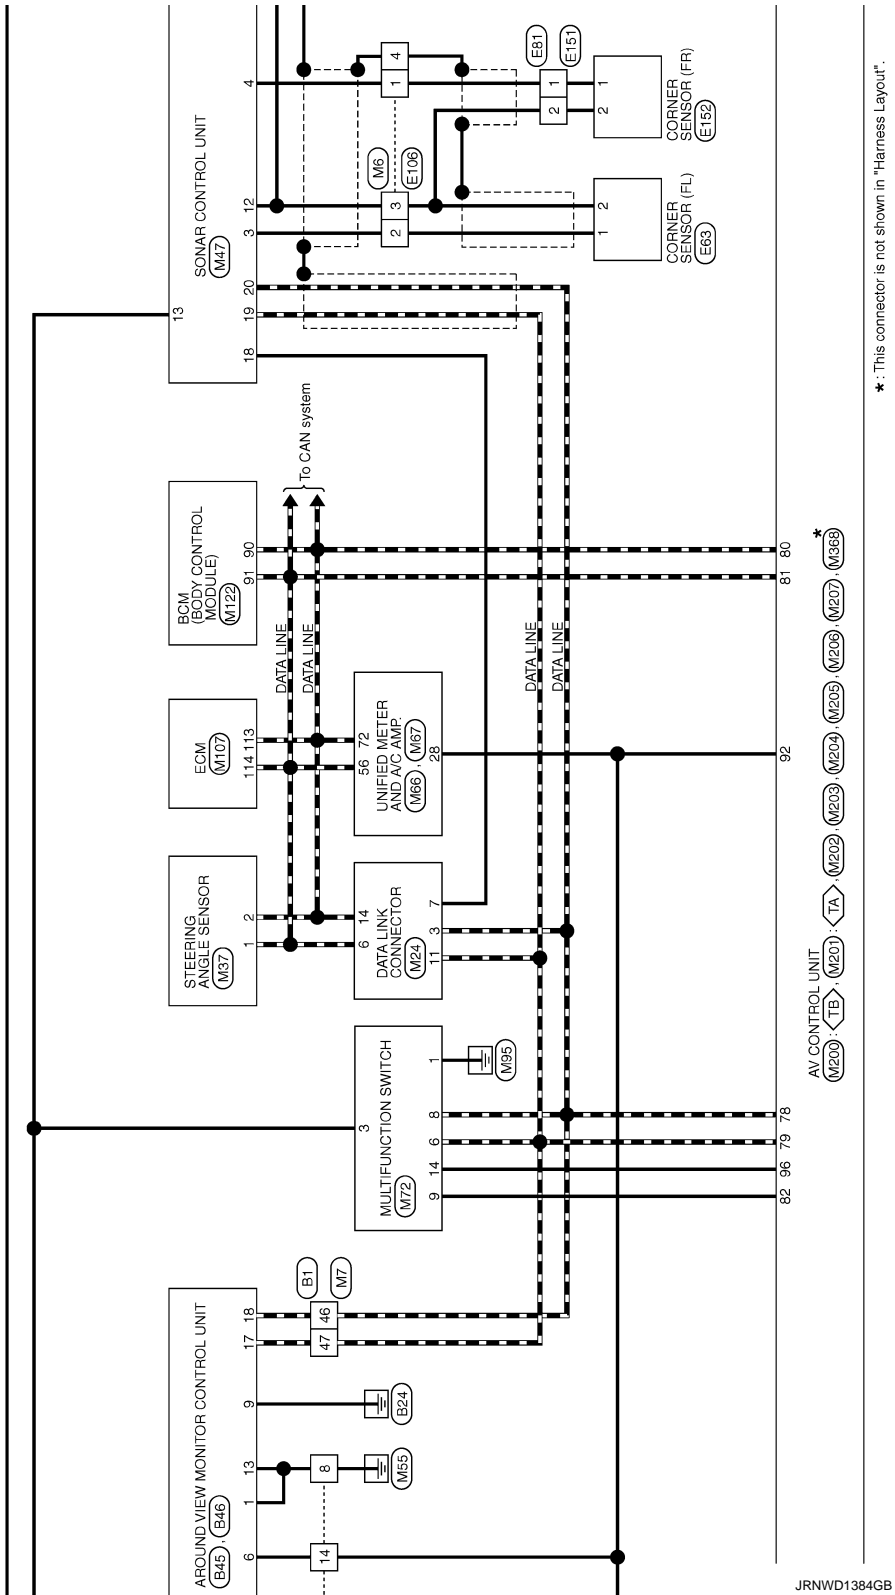 SONAR CONTROL UNIT
M47
4
12
3
20
19
18
13
4
1
M6
E106
3
2
E81
E151
1
2
1
2
CORNER
SENSOR (FR)
E152
2
1
CORNER
SENSOR (FL)
E63
* : This connector is not shown in "Harness Layout".
To CAN system
BCM
(BODY CONTROL
MODULE)
M122
90
91
DATA LINE
DATA LINE
DATA LINE
DATA LINE
80
81
ECM
M107
113
114
72
56
UNIFIED METER
AND A/C AMP.
M66 , M67
28
92
STEERING
ANGLE SENSOR
M37
2
1
14
6
DATA LINK
CONNECTOR
M24
7
3
11
AV CONTROL UNIT
M200 : TB , M201 : TA , M202 , M203 , M204 , M205 , M206 , M207 , M368 *
3
MULTIFUNCTION SWITCH
M72
1
8
6
14
9
M95
78
79
96
82
AROUND VIEW MONITOR CONTROL UNIT
B45 , B46
18
17
9
13
1
6
B1
M7
46
47
B24
8
M55
14
JRNWD1384GB